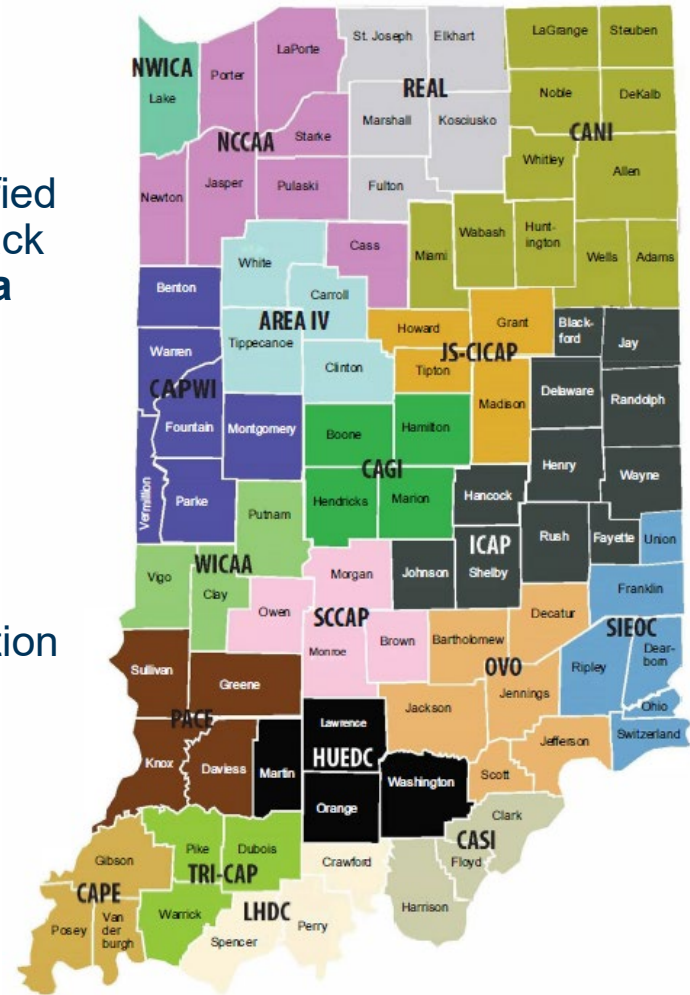 fied
ck
a
tion
LaGrange
Steuben
St. Joseph
Elkhart
LaPorte
Porter
NWICA
Lake
REAL
Noble
DeKalb
Marshall
Kosciusko
Starke
NCCAA
CANI
Whitley
Allen
Newton
Jasper
Pulaski
Fulton
Cass
Miami
Wabash
Hunt-
ington
Wells
Adams
White
Benton
Carroll
AREA IV
Howard
Grant
Black-
ford
Jay
Warren
Tippecanoe
JS-CICAP
Clinton
Tipton
CAPWI
Delaware
Madison
Randolph
Fountain
Montgomery
Boone
Hamilton
CAGI
Henry
Wayne
Vermillion
Parke
Hendricks
Marion
Hancock
Putnam
ICAP
Rush
Fayette
Union
WICAA
Vigo
Morgan
Johnson
Shelby
Clay
Franklin
Owen
SCCAP
Decatur
Brown
Bartholomew
SIEOC
Monroe
OVO
Ripley
Dear-
born
Sullivan
Greene
Jennings
Ohio
PACE
Lawrence
Jackson
Switzerland
Jefferson
HUEDC
Knox
Daviess
Martin
Washington
Scott
Orange
Clark
CASI
Pike
Dubois
Gibson
TRI-CAP
Crawford
Floyd
CAPE
LHDC
Harrison
Warrick
Posey
Van
der
burgh
Perry
Spencer